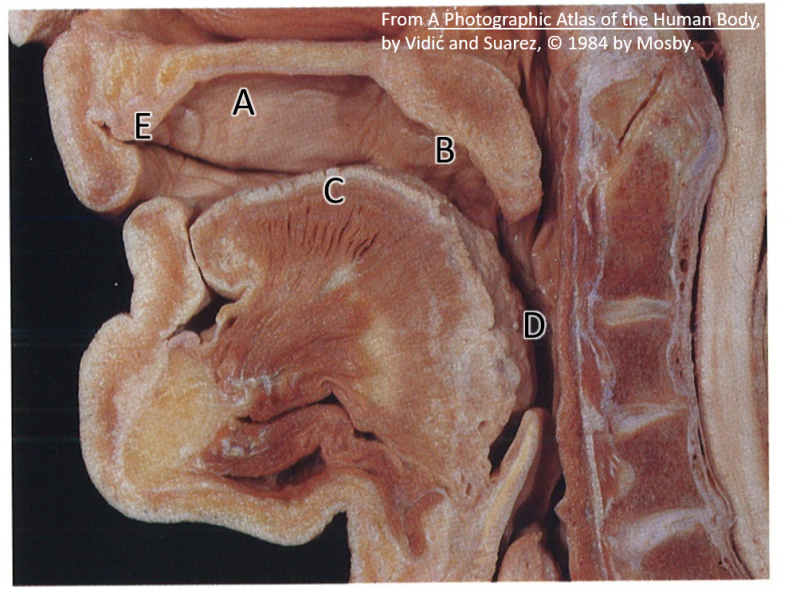 From A Photographic Atlas of the Human Body,
by Vidić and Suarez, © 1984 by Mosby.
A
E
B
C
D